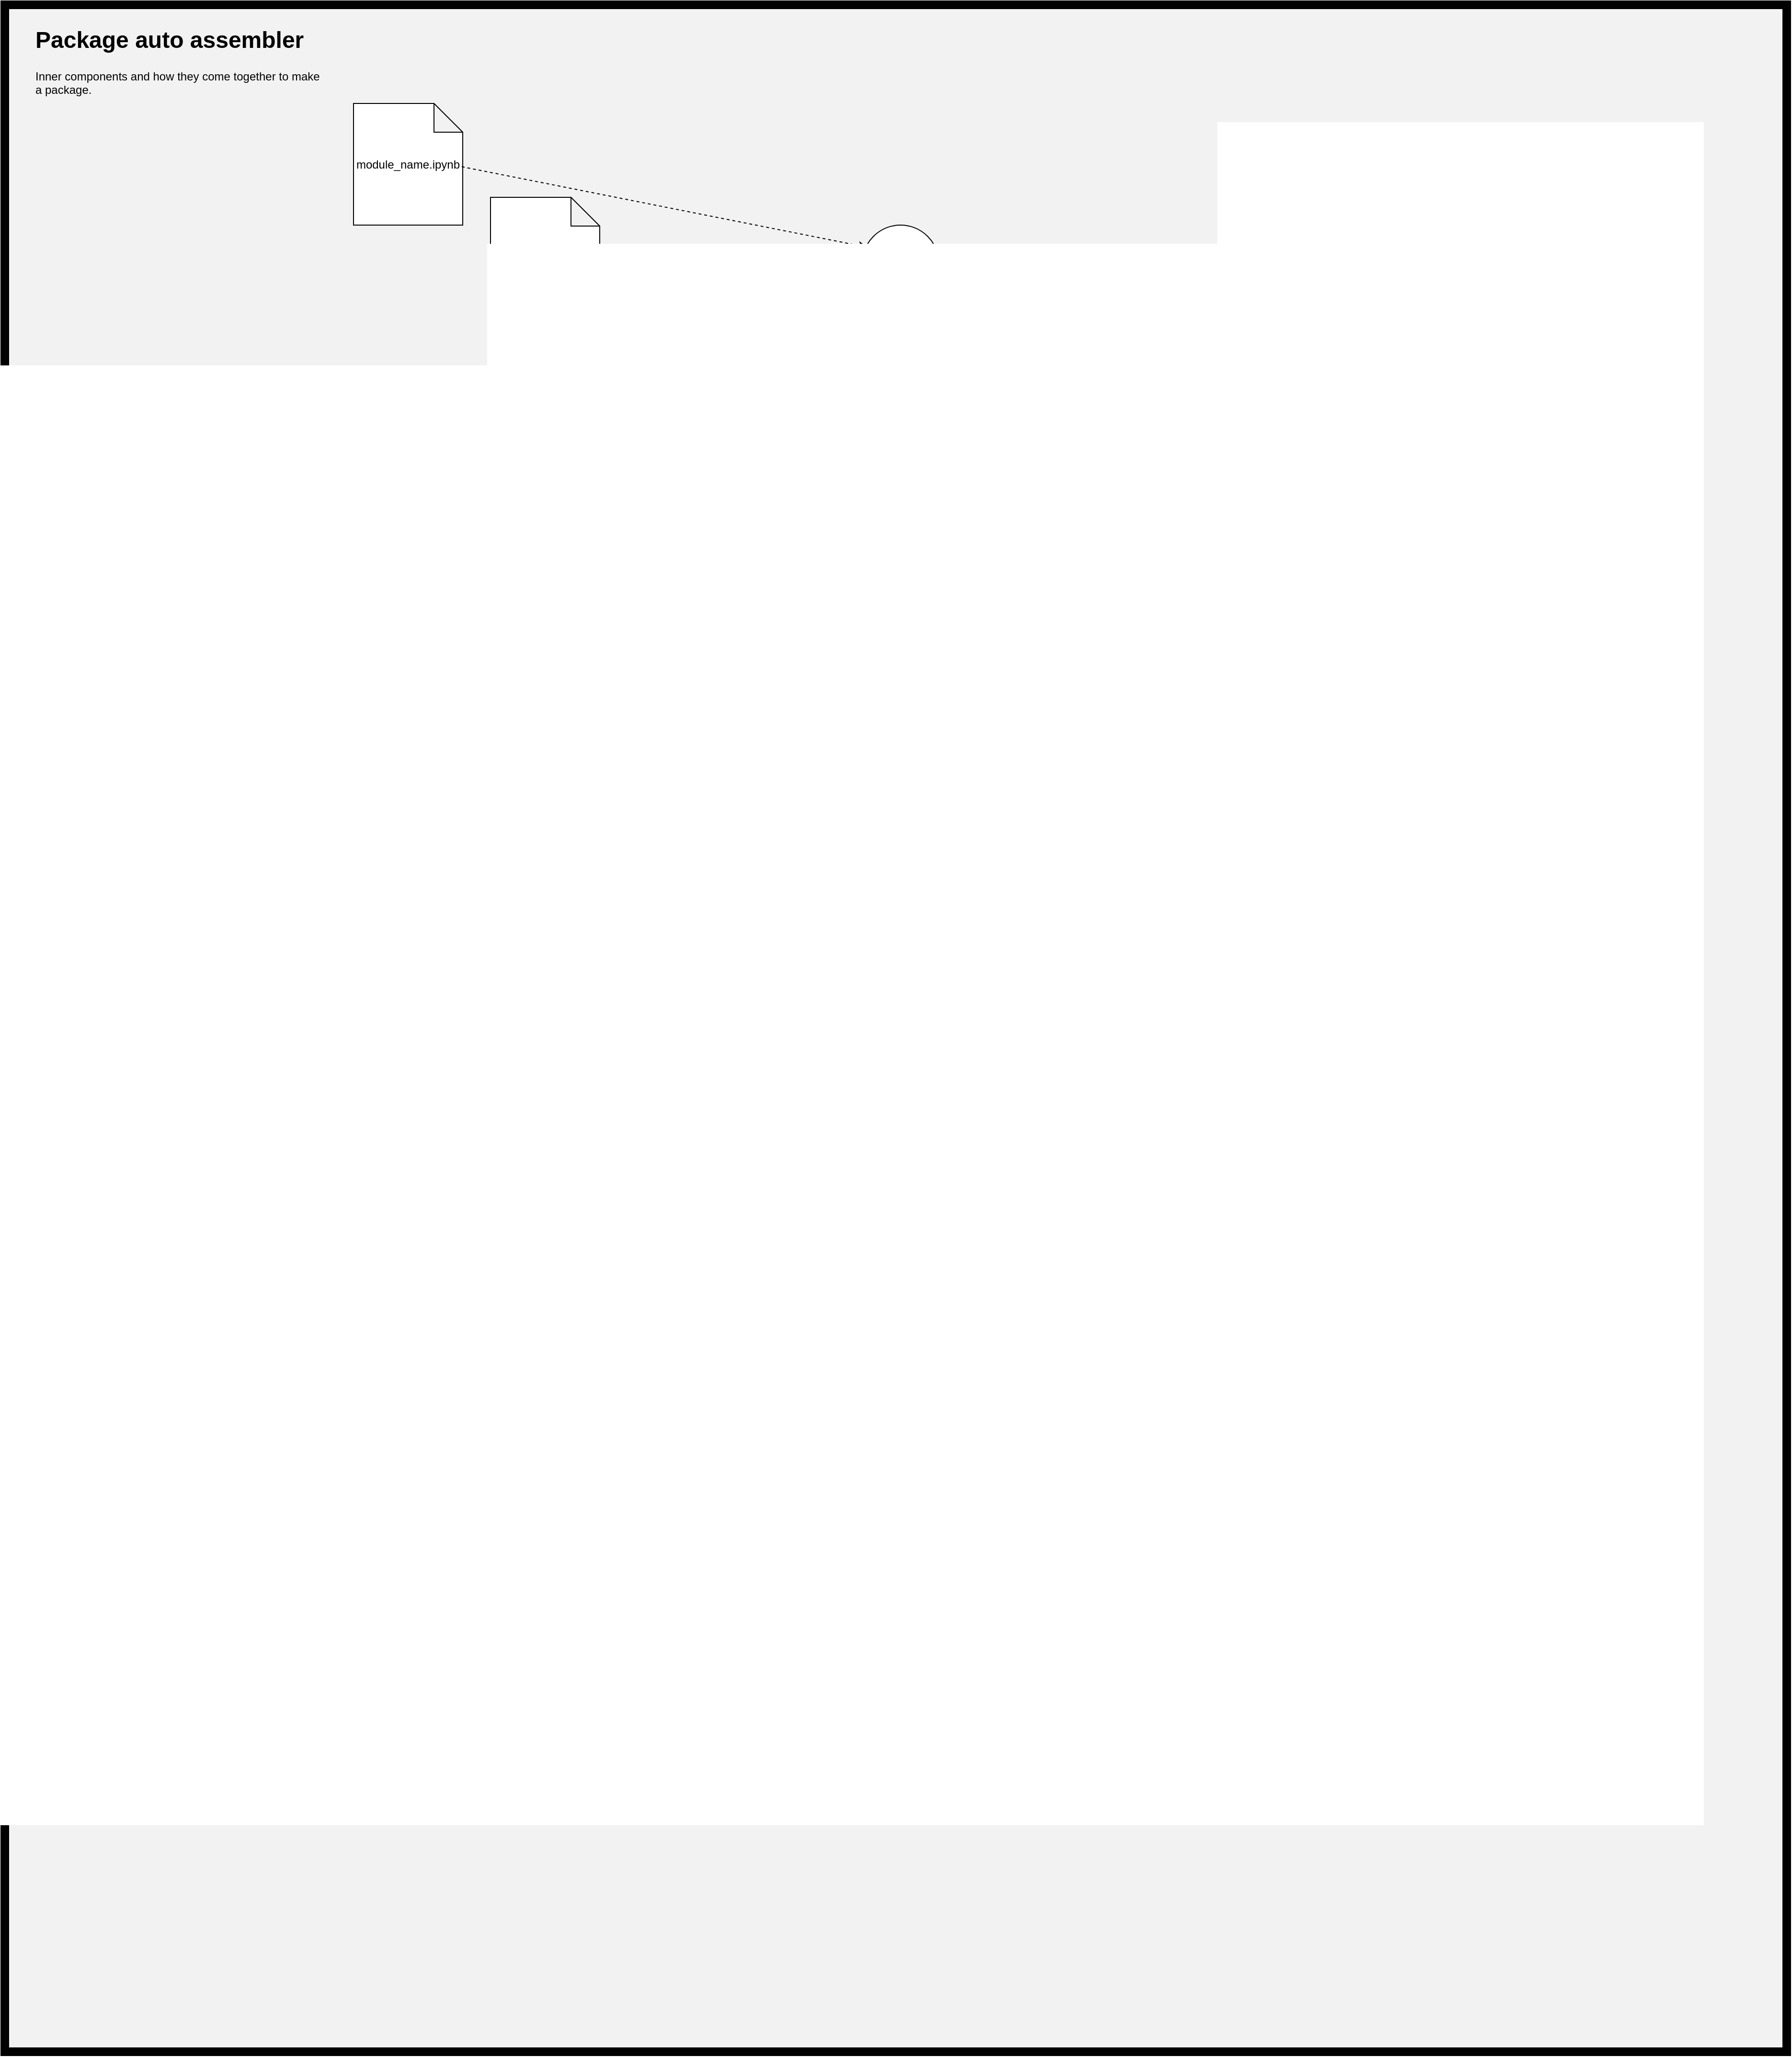 Package auto assembler
Inner components and how they come together to make
a package.
module_name.ipynb